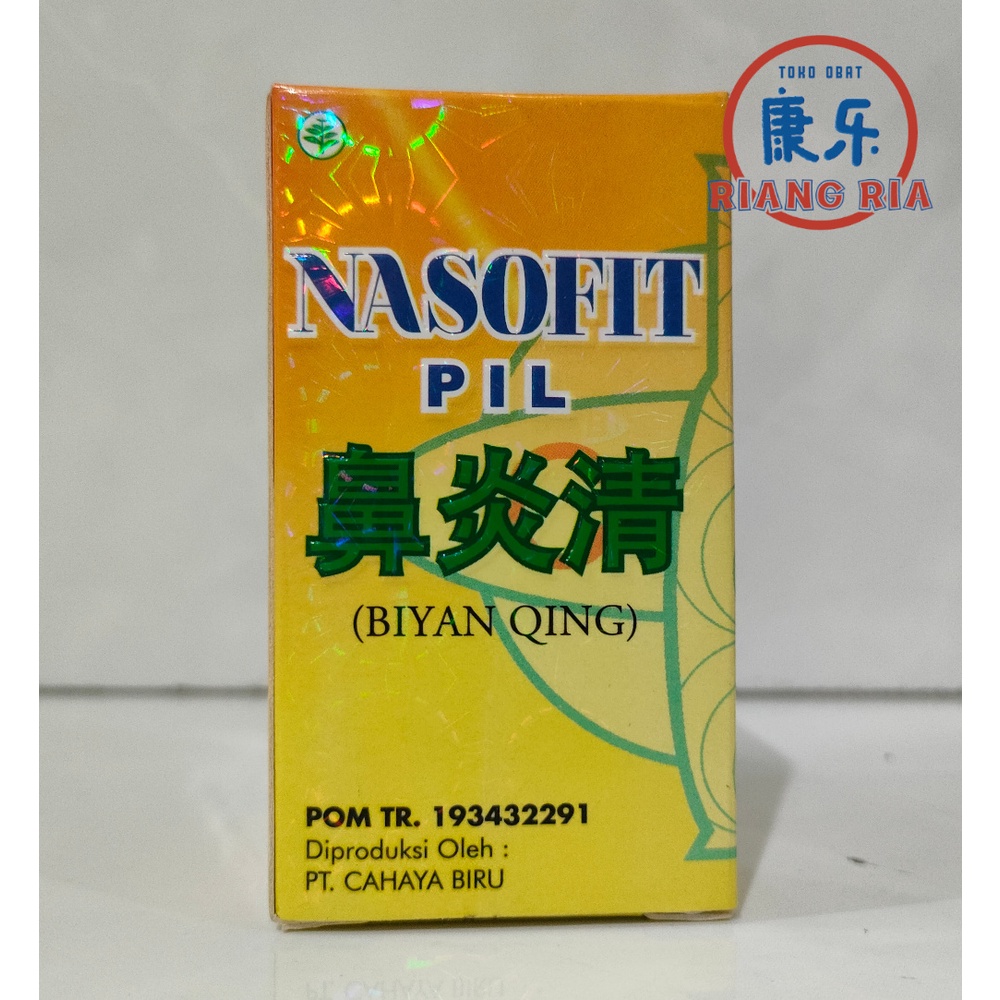 TOKO OBAT
康乐
RIANG RIA
NASOFIT
PIL
鼻炎清
(BIYAN QING)
POM TR. 193432291
Diproduksi Oleh :
PT. CAHAYA BIRU